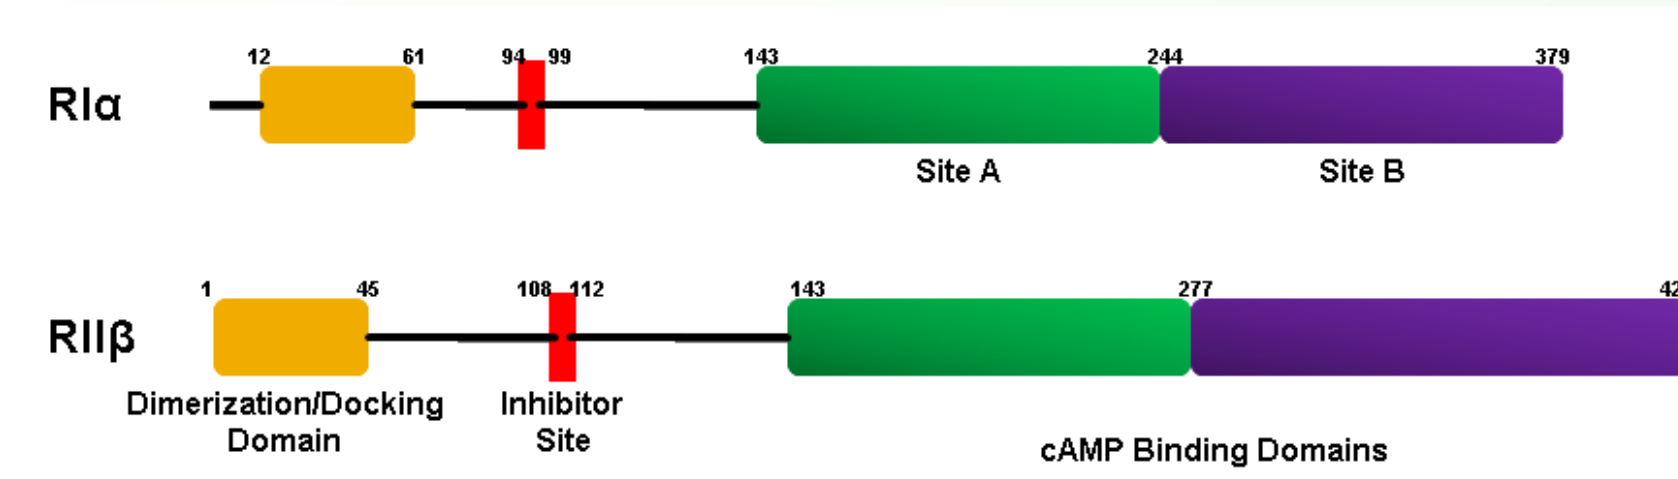 12 61 94 99 143 244 379
RIα
Site A Site B
1 45 108 112 143 277 42
RIIβ
Dimerization/Docking
Domain
Inhibitor
Site
cAMP Binding Domains